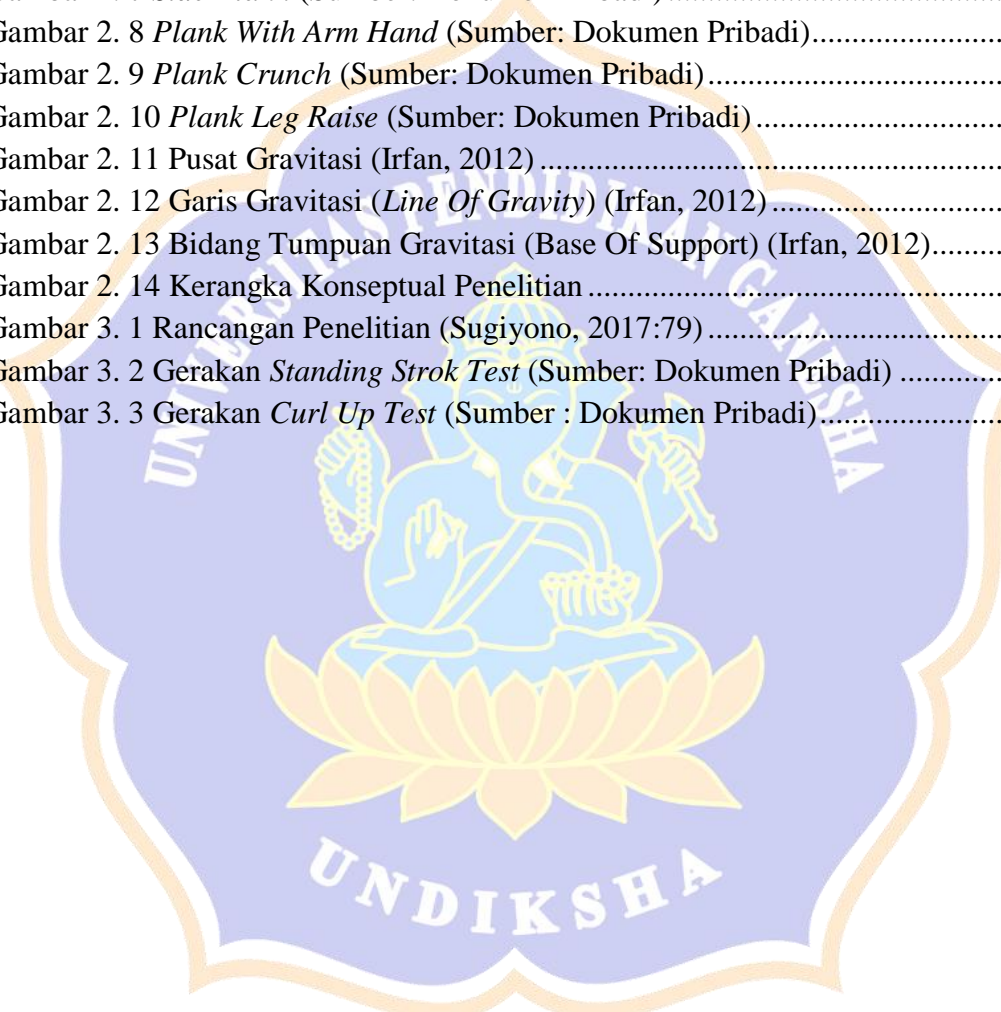 Gambar 2. 8 Plank With Arm Hand (Sumber: Dokumen Pribadi)
Gambar 2. 9 Plank Crunch (Sumber: Dokumen Pribadi)
Gambar 2. 10 Plank Leg Raise (Sumber: Dokumen Pribadi)
Gambar 2. 11 Pusat Gravitasi (Irfan, 2012)
Gambar 2. 12 Garis Gravitasi (Line Of Gravity) (Irfan, 2012)
Gambar 2. 13 Bidang Tumpuan Gravitasi (Base Of Support) (Irfan, 2012)
Gambar 2. 14 Kerangka Konseptual Penelitian
Gambar 3. 1 Rancangan Penelitian (Sugiyono, 2017:79)
Gambar 3. 2 Gerakan Standing Strok Test (Sumber: Dokumen Pribadi)
Gambar 3. 3 Gerakan Curl Up Test (Sumber : Dokumen Pribadi)
UNIVERSITAS PENDIDIKAN GANESHA
UNDIKSHA